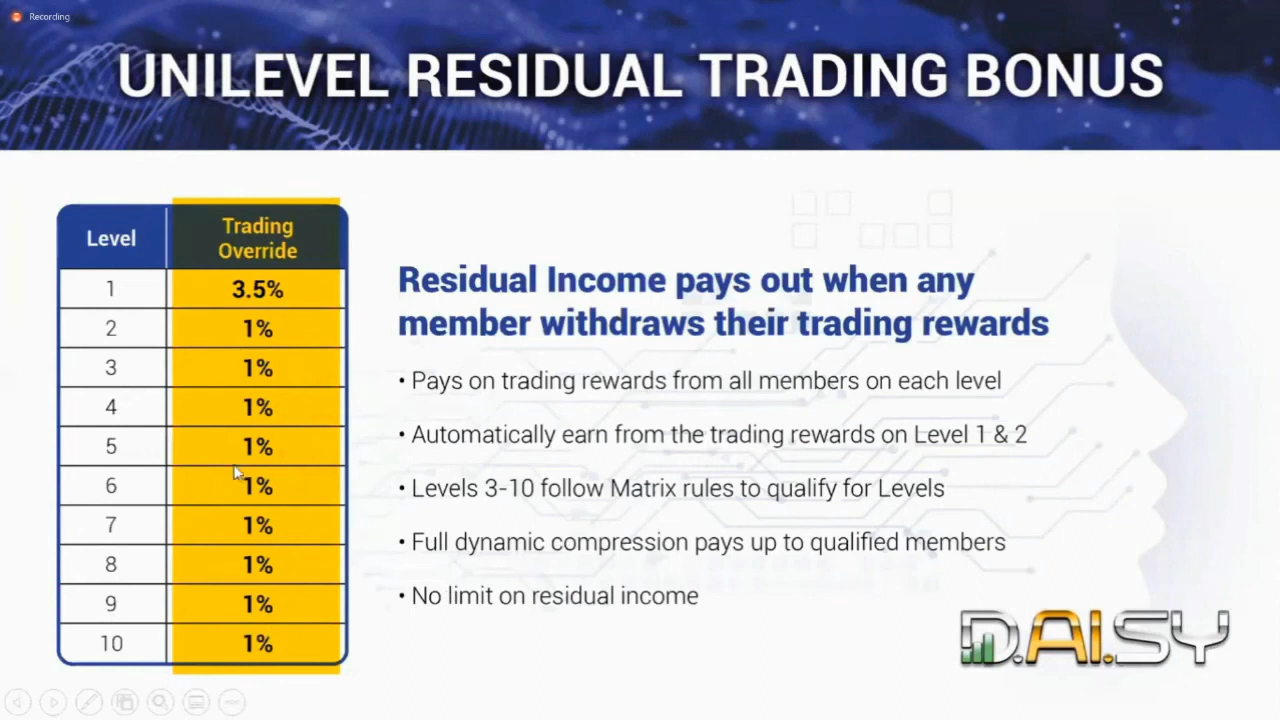 Recording
UNILEVEL RESIDUAL TRADING BONUS
Level
Trading
Override
1 3.5%
2 1%
3 1%
4 1%
5 1%
6 1%
7 1%
8 1%
9 1%
10 1%
Residual Income pays out when any
member withdraws their trading rewards
• Pays on trading rewards from all members on each level
• Automatically earn from the trading rewards on Level 1 & 2
• Levels 3-10 follow Matrix rules to qualify for Levels
• Full dynamic compression pays up to qualified members
• No limit on residual income
D.AI.SY